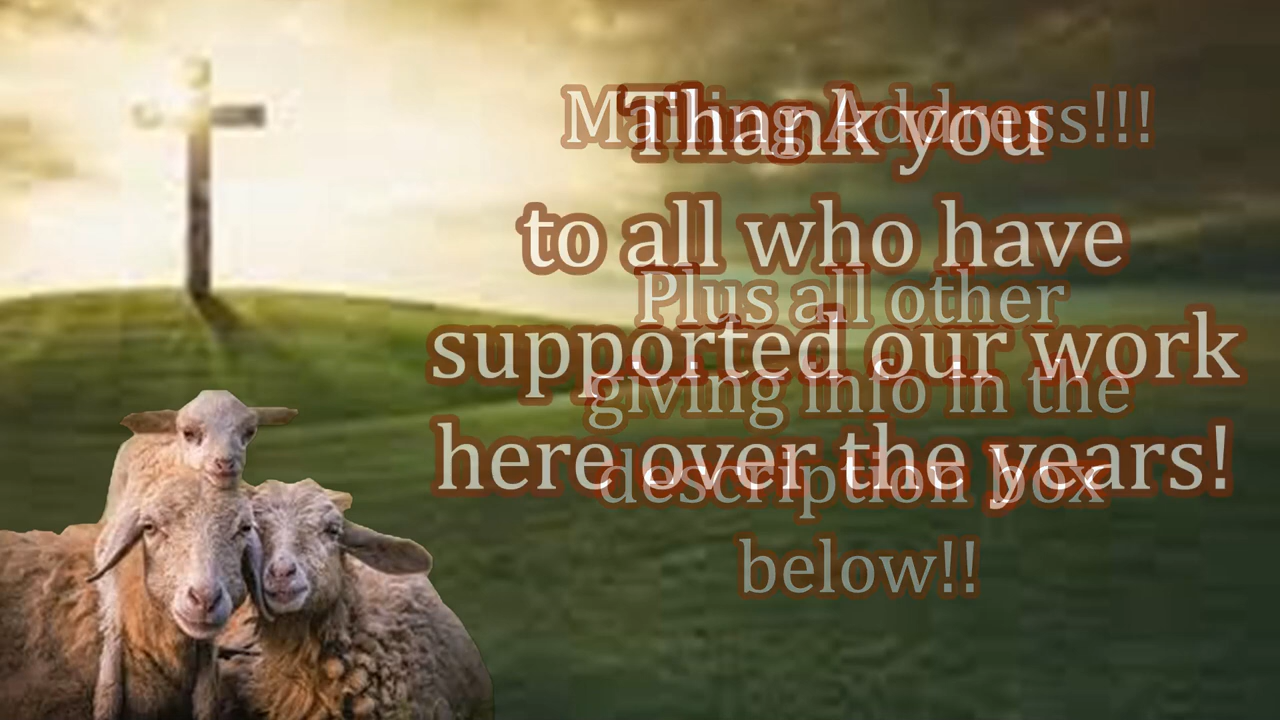 Thank you
to all who have
supported our work
here over the years!
Mailing Address!!!
Plus all other
giving info in the
description box
below!!